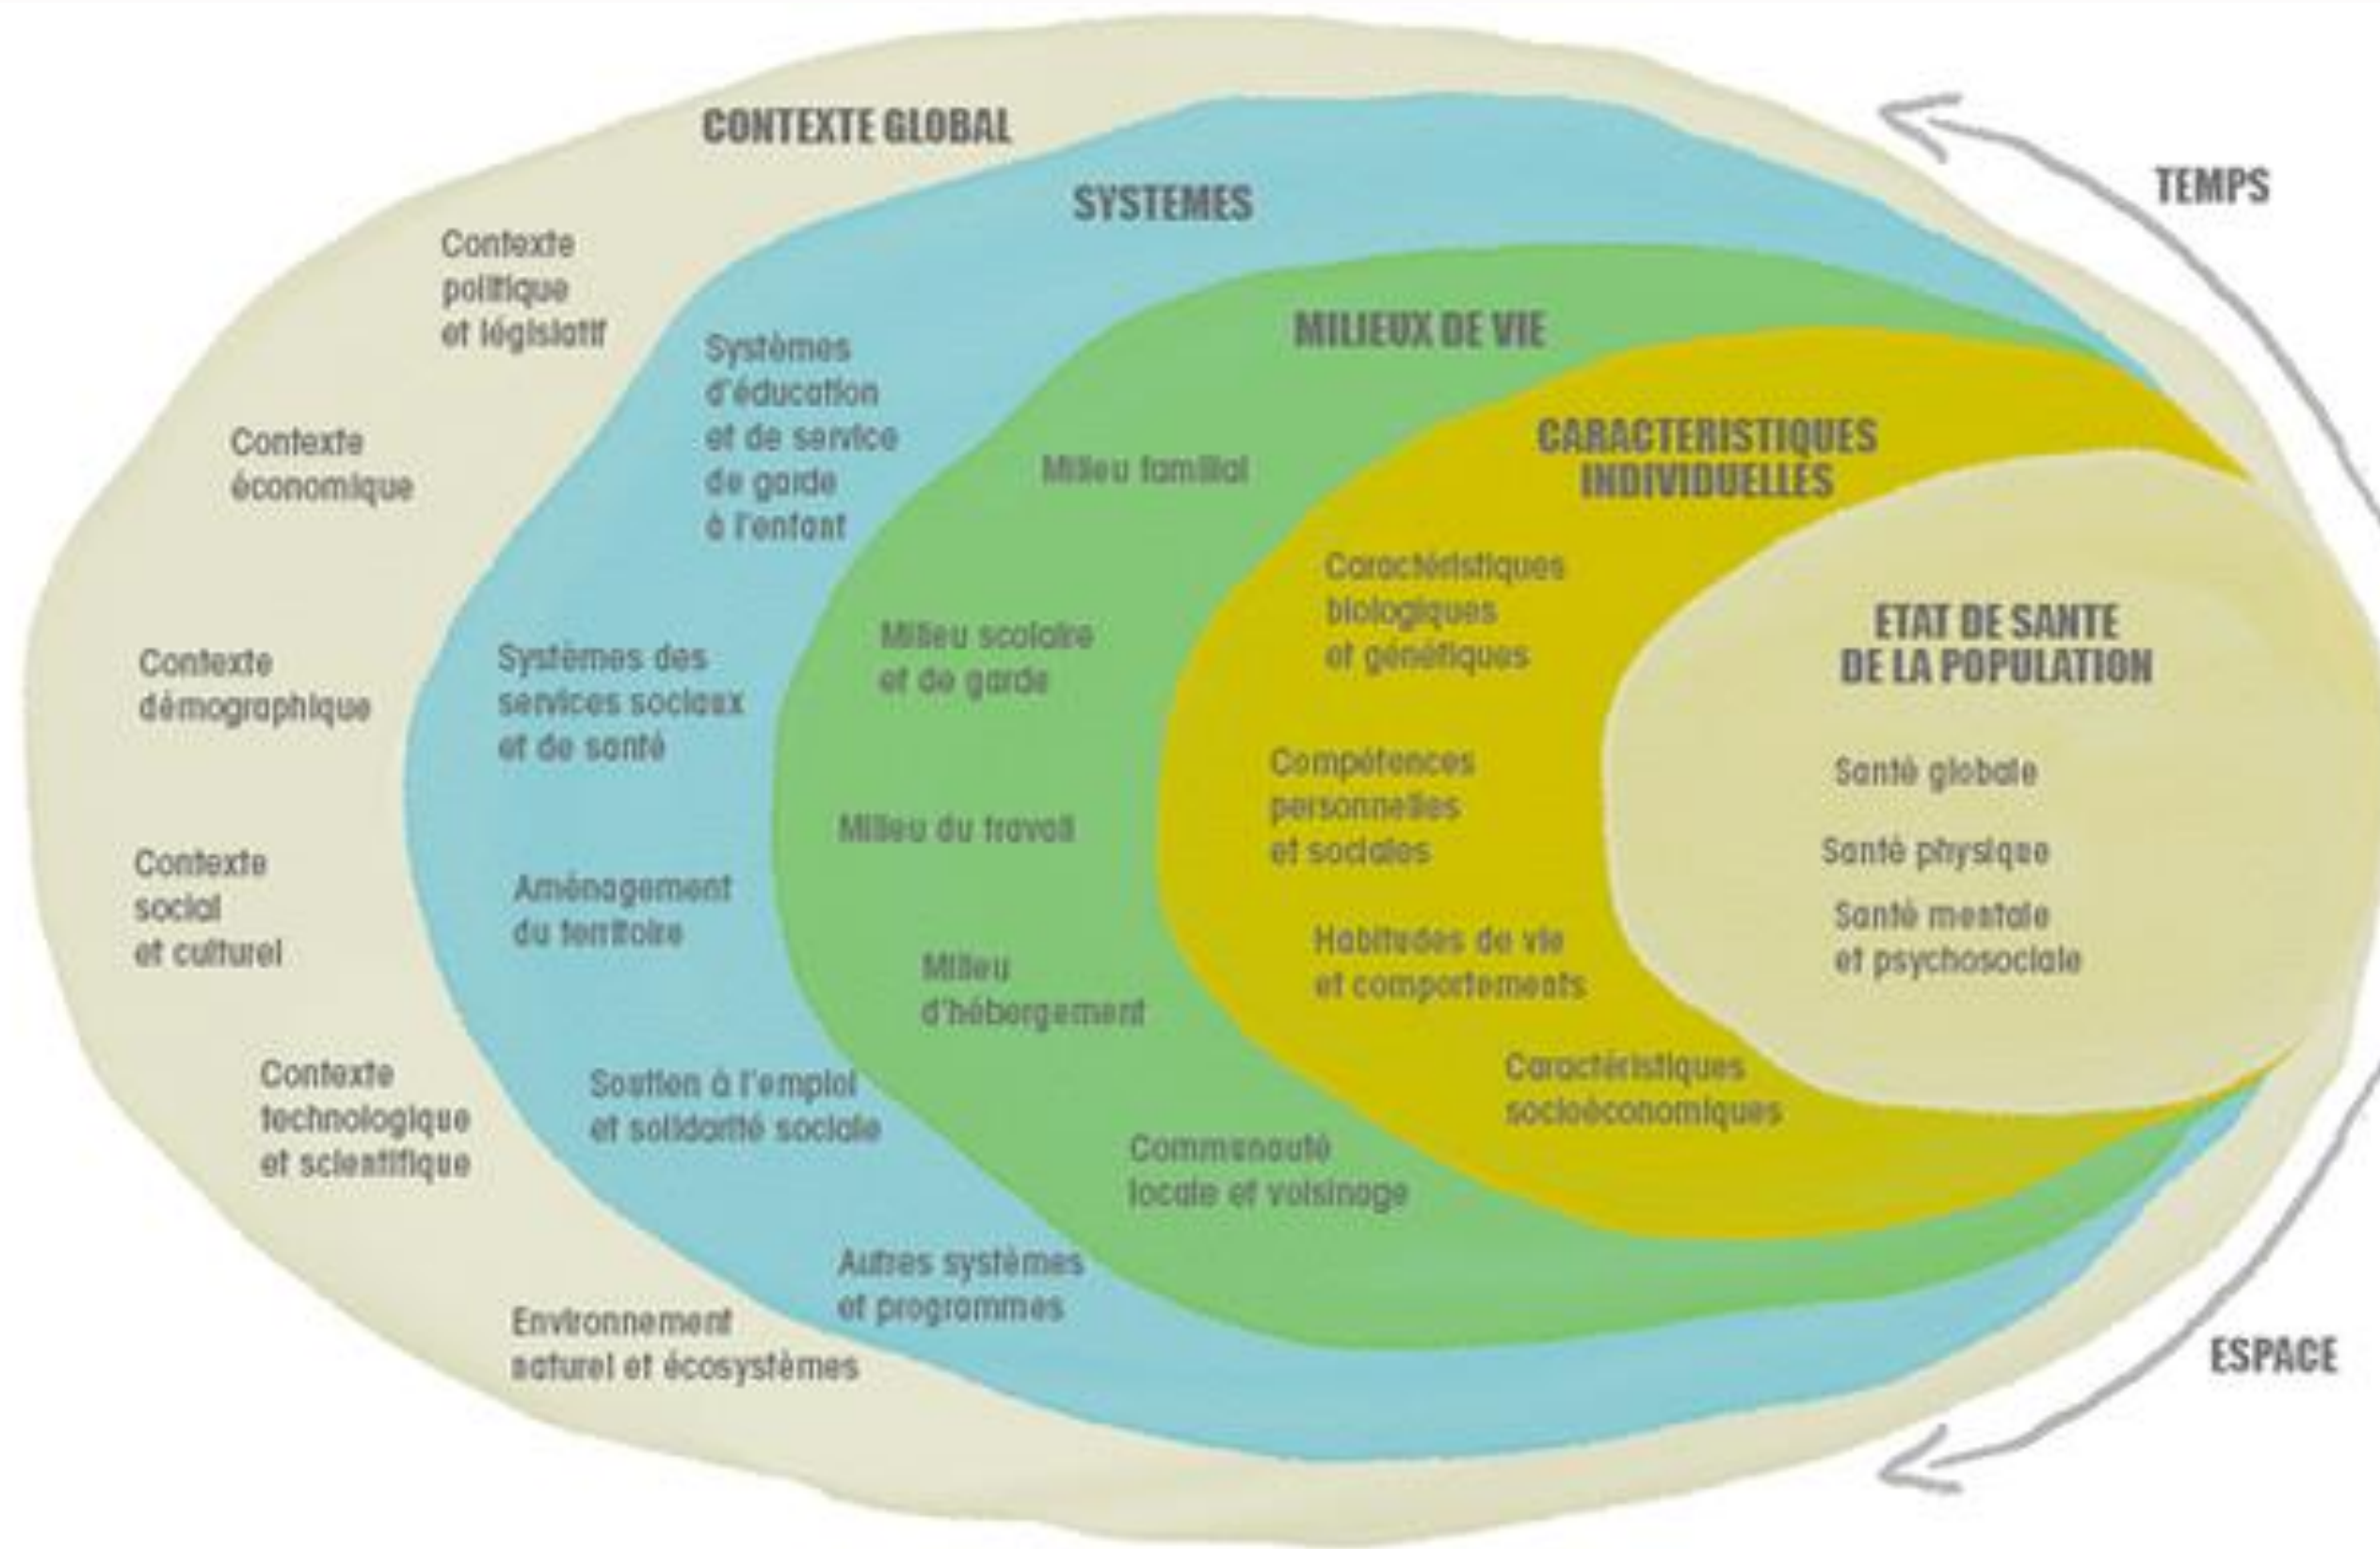 CONTEXTE GLOBAL
Contexte
politique
et législatif
Contexte
économique
Contexte
démographique
Contexte
social
et culturel
Contexte
technologique
et scientifique
Environnement
naturel et écosystèmes
SYSTEMES
Systèmes
d'éducation
et de service
de garde
à l'enfant
Systèmes des
services sociaux
et de santé
Aménagement
du territoire
Soutien à l'emploi
et solidarité sociale
Autres systèmes
et programmes
MILIEUX DE VIE
Milieu familial
Milieu scolaire
et de garde
Milieu du travail
Milieu
d'hébergement
Communauté
locale et voisinage
CARACTERISTIQUES
INDIVIDUELLES
Caractéristiques
biologiques
et génétiques
Compétences
personnelles
et sociales
Habitudes de vie
et comportements
Caractéristiques
socioéconomiques
ETAT DE SANTE
DE LA POPULATION
Santé globale
Santé physique
Santé mentale
et psychosociale
TEMPS
ESPACE